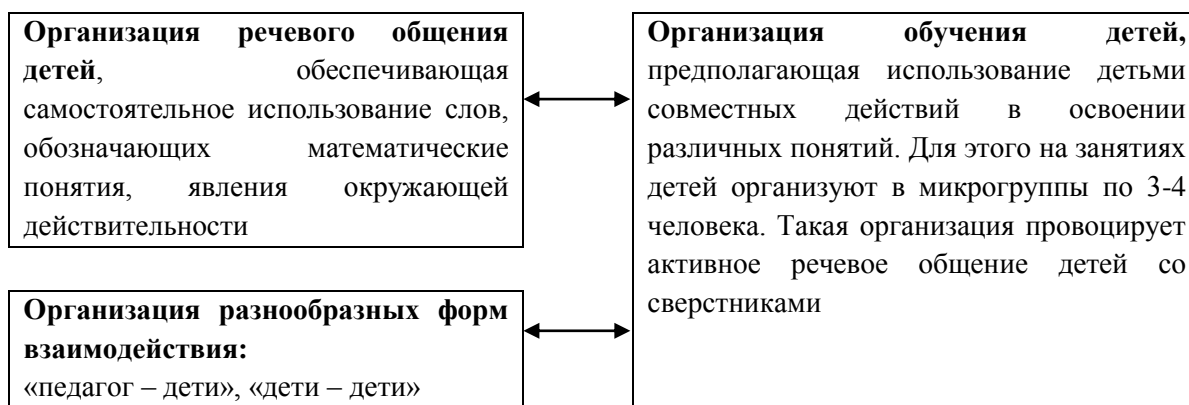 Организация речевого общения
детей, обеспечивающая
самостоятельное использование слов,
обозначающих математические
понятия, явления окружающей
действительности
Организация разнообразных форм
взаимодействия:
«педагог – дети», «дети – дети»
Организация обучения детей,
предполагающая использование детьми
совместных действий в освоении
различных понятий. Для этого на занятиях
детей организуют в микрогруппы по 3-4
человека. Такая организация провоцирует
активное речевое общение детей со
сверстниками